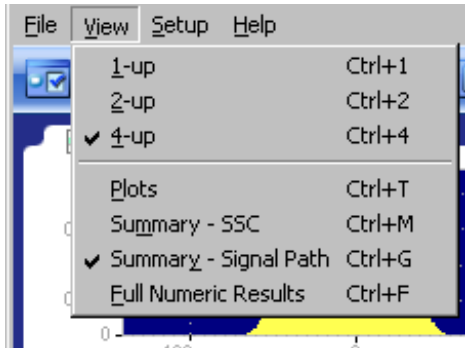 File View Setup Help
1-up Ctrl+1
2-up Ctrl+2
✓ 4-up Ctrl+4
Plots Ctrl+T
Summary - SSC Ctrl+M
✓ Summary - Signal Path Ctrl+G
Full Numeric Results Ctrl+F
0